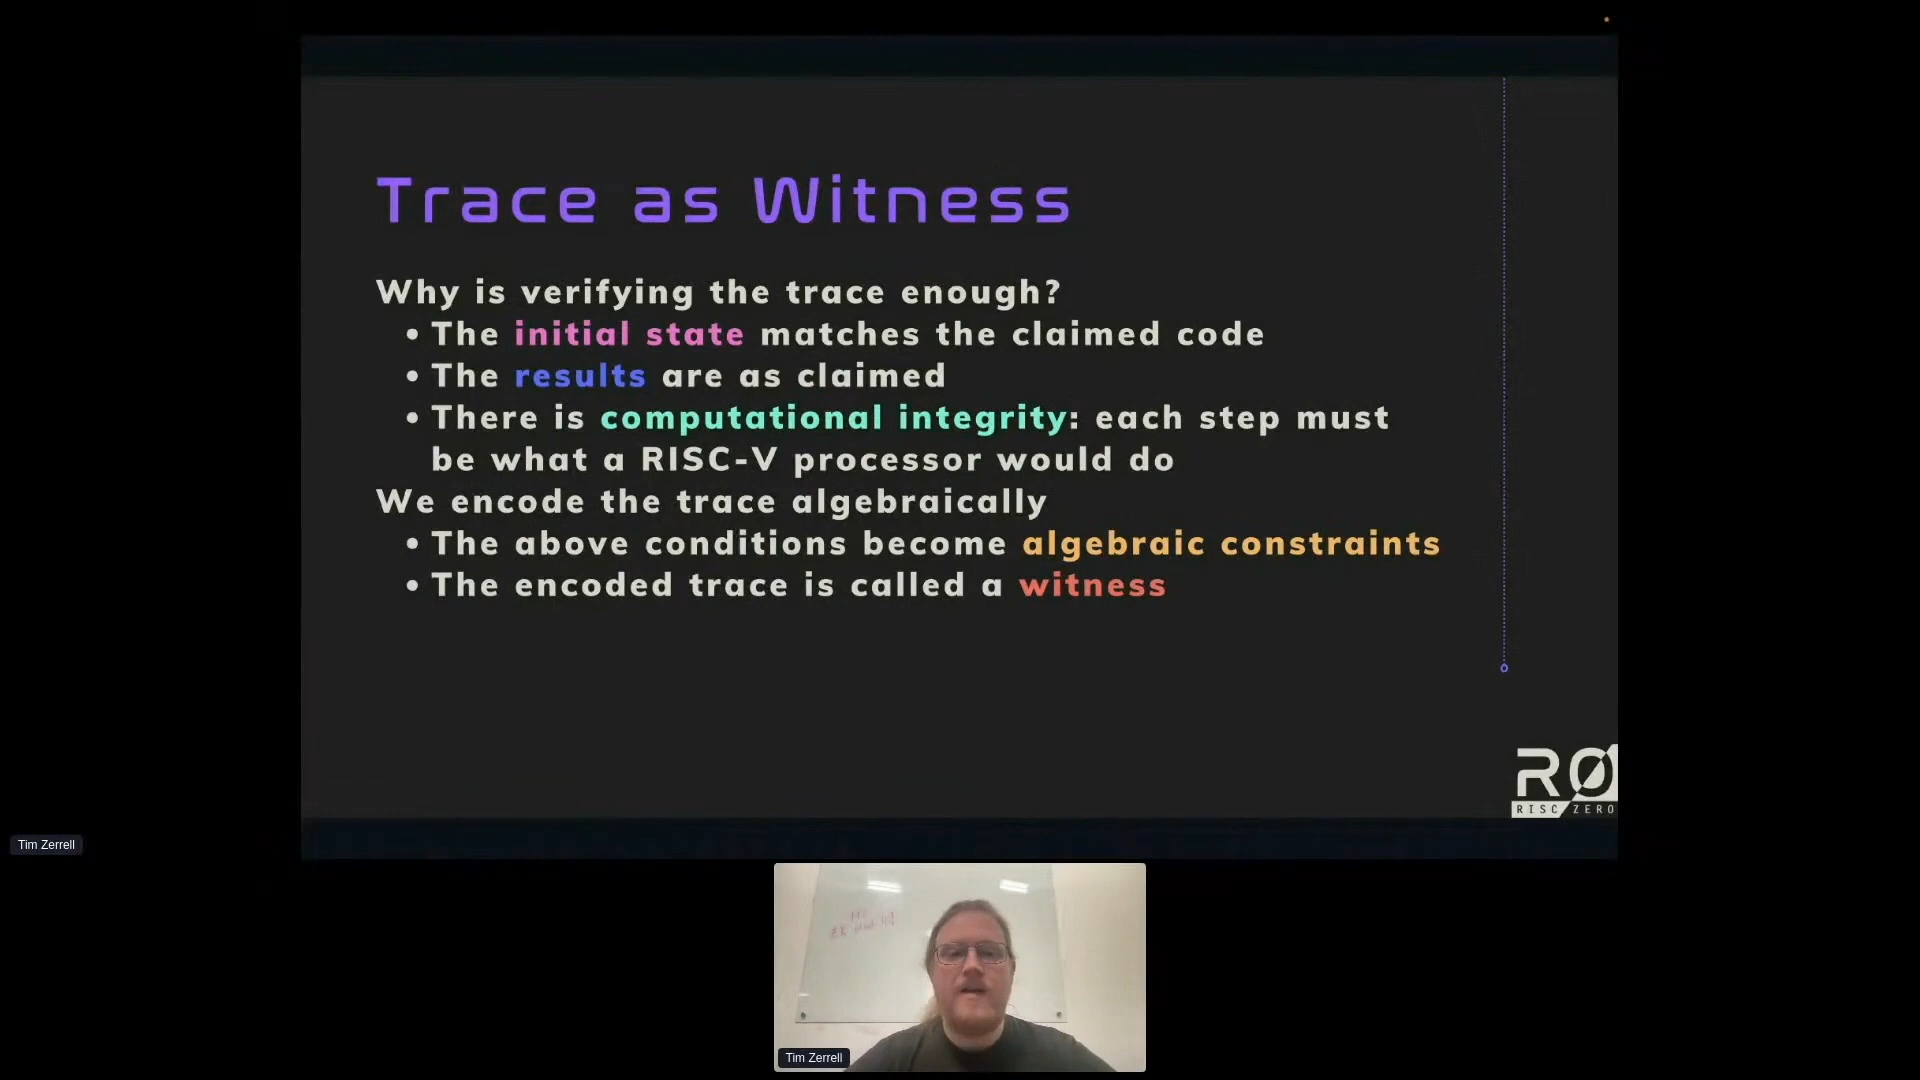 Trace as Witness
Why is verifying the trace enough?
• The initial state matches the claimed code
• The results are as claimed
• There is computational integrity: each step must
be what a RISC-V processor would do
We encode the trace algebraically
• The above conditions become algebraic constraints
• The encoded trace is called a witness
RØ
RISC ZERO
Tim Zerrell
Tim Zerrell